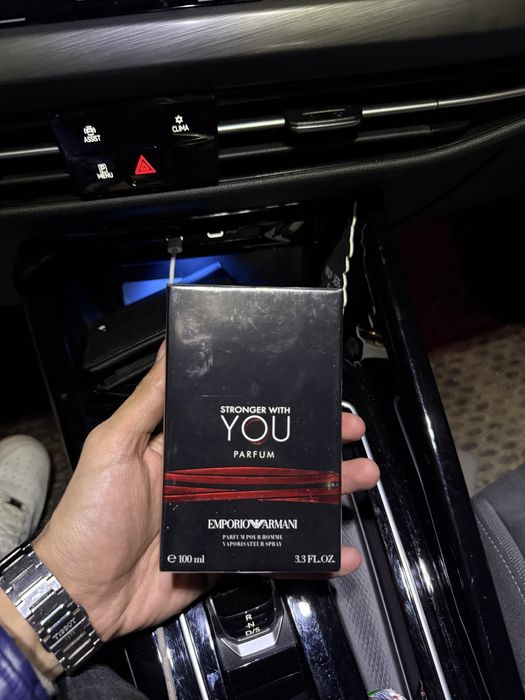 ASSIST
CLIMA
P
MENU
STRONGER WITH
YOU
PARFUM
EMPORIO ARMANI
PARFUM POUR HOMME
VAPORISATEUR SPRAY
e 100 ml 3.3 FL.OZ.
TISSOT
R
-N
D/S